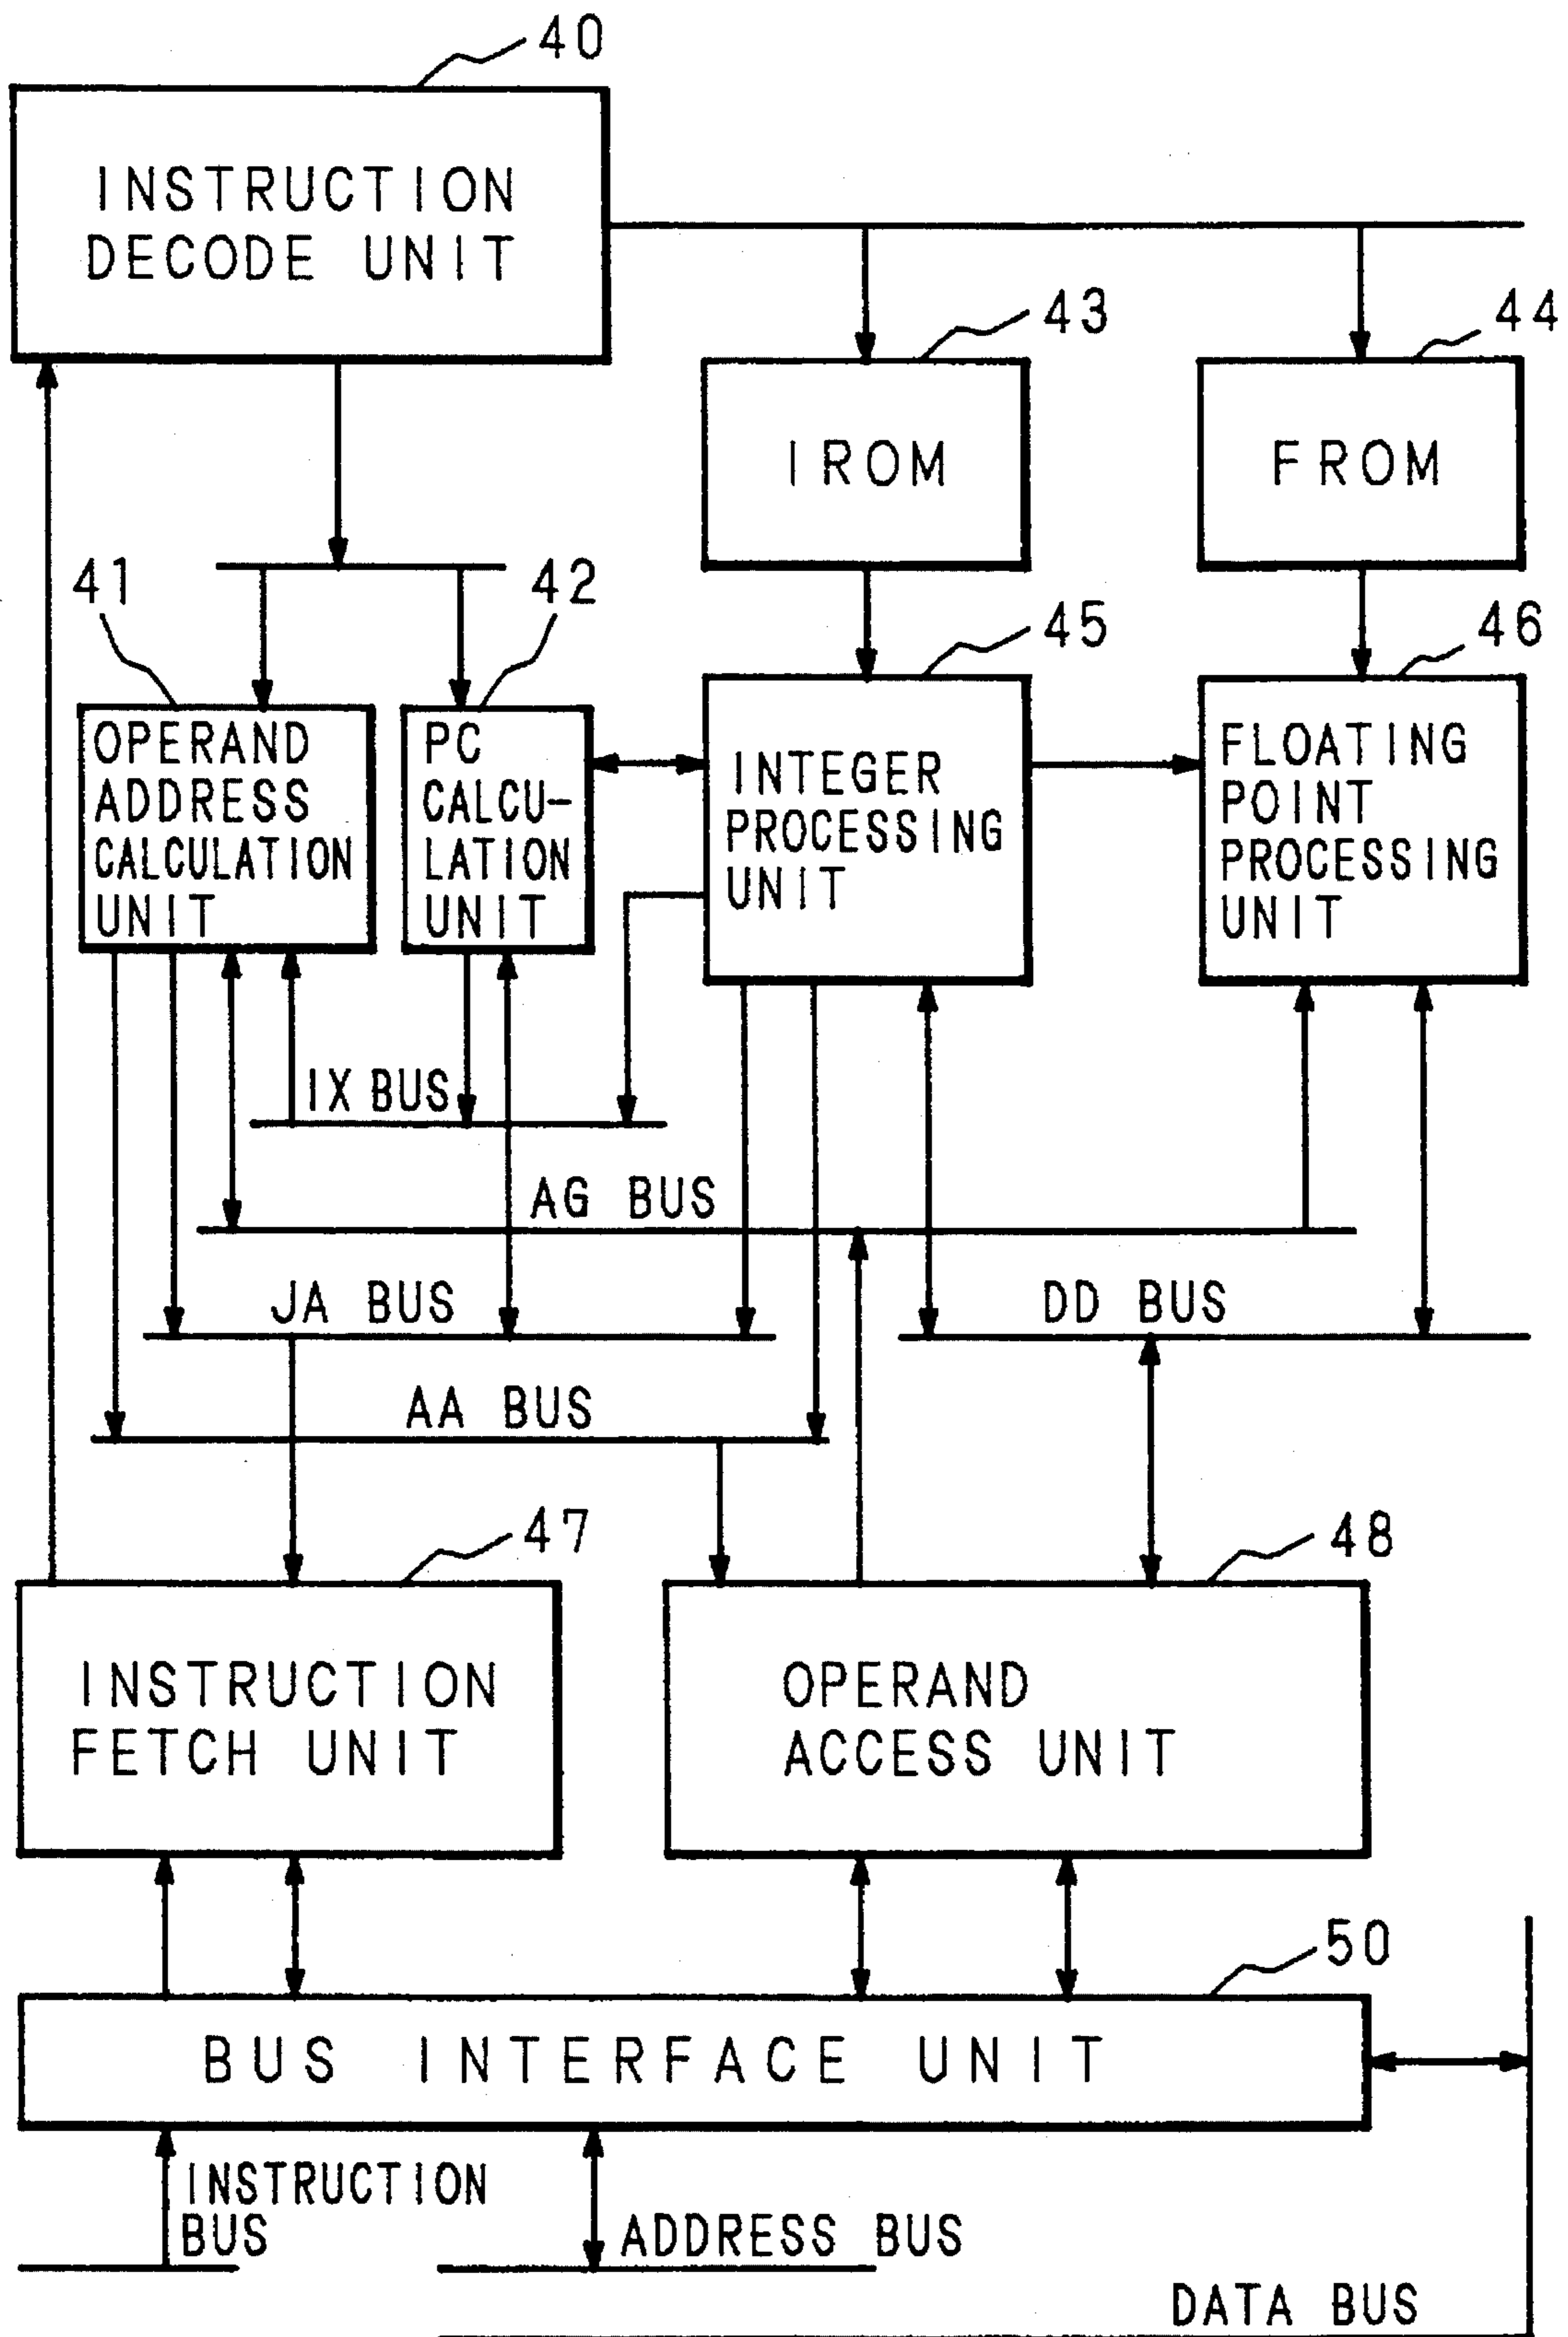 40
INSTRUCTION
DECODE UNIT
43
44
IROM
FROM
41
42
45
46
OPERAND
ADDRESS
CALCULATION
UNIT
PC
CALCU-
LATION
UNIT
INTEGER
PROCESSING
UNIT
FLOATING
POINT
PROCESSING
UNIT
IX BUS
AG BUS
JA BUS
DD BUS
AA BUS
47
48
INSTRUCTION
FETCH UNIT
OPERAND
ACCESS UNIT
50
BUS INTERFACE UNIT
INSTRUCTION
BUS
ADDRESS BUS
DATA BUS